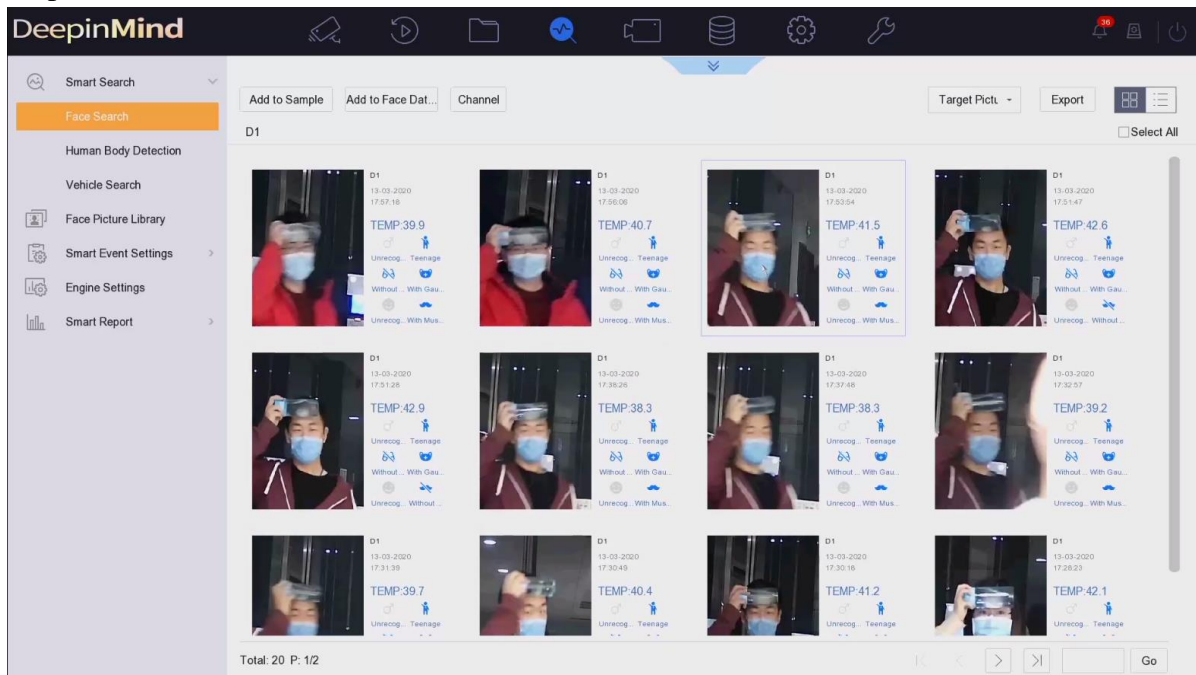 DeepinMind
36
Smart Search
Face Search
Human Body Detection
Vehicle Search
Face Picture Library
Smart Event Settings
Engine Settings
Smart Report
Add to Sample
Add to Face Dat...
Channel
Target Pictu
Export
D1
Select All
D1
13-03-2020
17:57:18
TEMP:39.9
Unrecog... Teenage
Without ... With Gau...
Unrecog... With Mus...
D1
13-03-2020
17:56:06
TEMP:40.7
Unrecog... Teenage
Without ... With Gau...
Unrecog... With Mus...
D1
13-03-2020
17:53:54
TEMP:41.5
Unrecog... Teenage
Without ... With Gau...
Unrecog... With Mus...
D1
13-03-2020
17:51:47
TEMP:42.6
Unrecog... Teenage
Without ... With Gau...
Unrecog... Without ...
D1
13-03-2020
17:51:26
TEMP:42.9
Unrecog... Teenage
Without ... With Gau...
Unrecog... Without ...
D1
13-03-2020
17:38:26
TEMP:38.3
Unrecog... Teenage
Without ... With Gau...
Unrecog... With Mus...
D1
13-03-2020
17:37:48
TEMP:38.3
Unrecog... Teenage
Without ... With Gau...
Unrecog... With Mus...
D1
13-03-2020
17:32:57
TEMP:39.2
Unrecog... Teenage
Without ... With Gau...
Unrecog... With Mus...
D1
13-03-2020
17:31:39
TEMP:39.7
Unrecog... Teenage
D1
13-03-2020
17:30:49
TEMP:40.4
Unrecog... Teenage
D1
13-03-2020
17:30:16
TEMP:41.2
Unrecog... Teenage
D1
13-03-2020
17:28:23
TEMP:42.1
Unrecog... Teenage
Total: 20 P: 1/2
Go